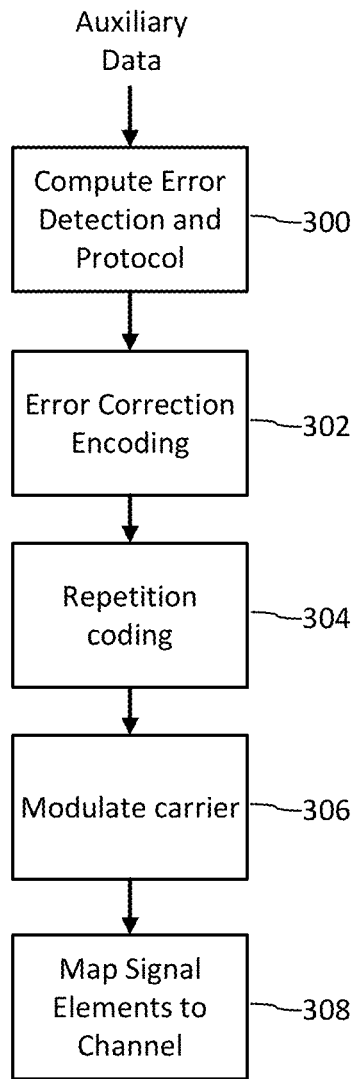 Auxiliary
Data
Compute Error
Detection and
Protocol
300
Error Correction
Encoding
302
Repetition
coding
304
Modulate carrier
306
Map Signal
Elements to
Channel
308